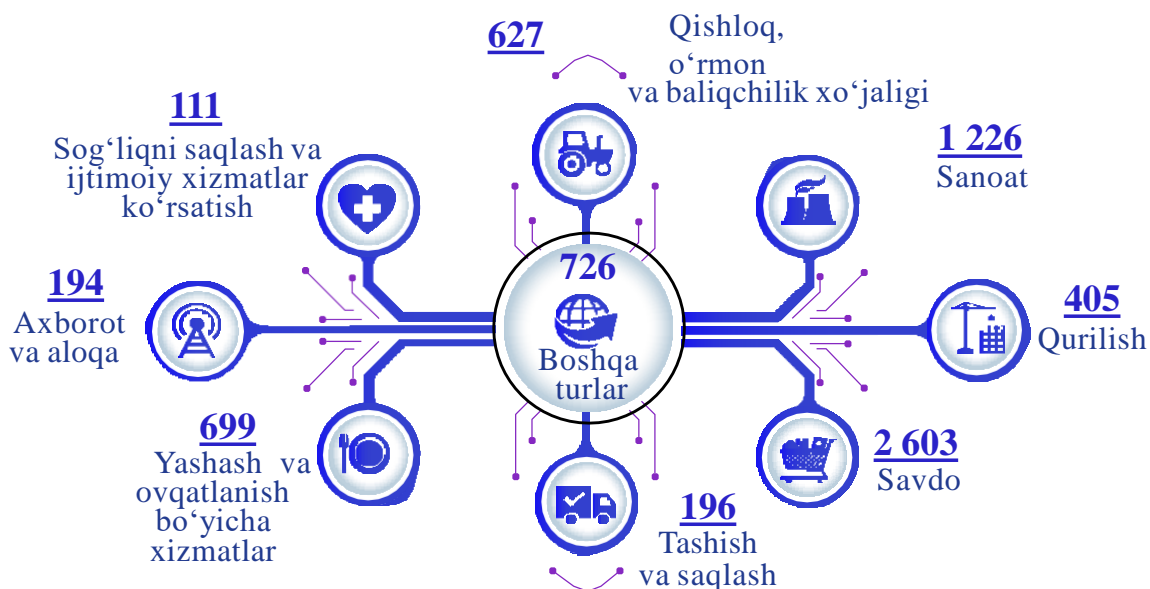 627
Qishloq,
o‘rmon
va baliqchilik xo‘jaligi
111
Sog‘liqni saqlash va
ijtimoiy xizmatlar
ko‘rsatish
1 226
Sanoat
726
Boshqa
turlar
194
Axborot
va aloqa
405
Qurilish
699
Yashash va
ovqatlanish
bo‘yicha
xizmatlar
2 603
Savdo
196
Tashish
va saqlash